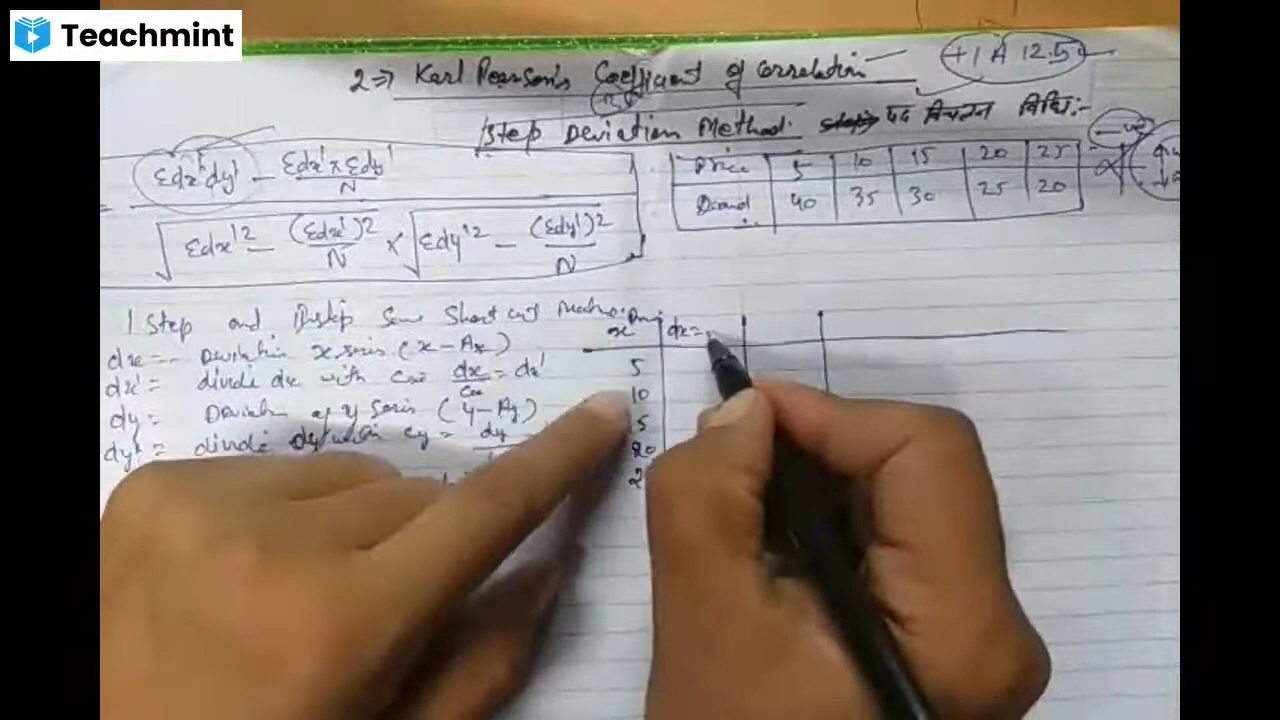 Teachmint
2⇒ Karl Pearson's Coefficient of correlation
+1 A 12.5
Step Deviation Method. पद विचलन विधि:-
Σdx'dy' - Σdx' x Σdy' / N
√Σdx'2 - (Σdx')2 / N x √Σdy'2 - (Σdy')2 / N
Price 5 10 15 20 25
Demand 40 35 30 25 20
1 Step and IInd step same Short cut Metho.
dx = Deviation x series (x - Ax)
dx' = divide dx with Cx dx / Cx = dx'
dy = Deviation of y series (y - Ay)
dy' = divide dy with Cy = dy
x dx=
5
10
5
20
2